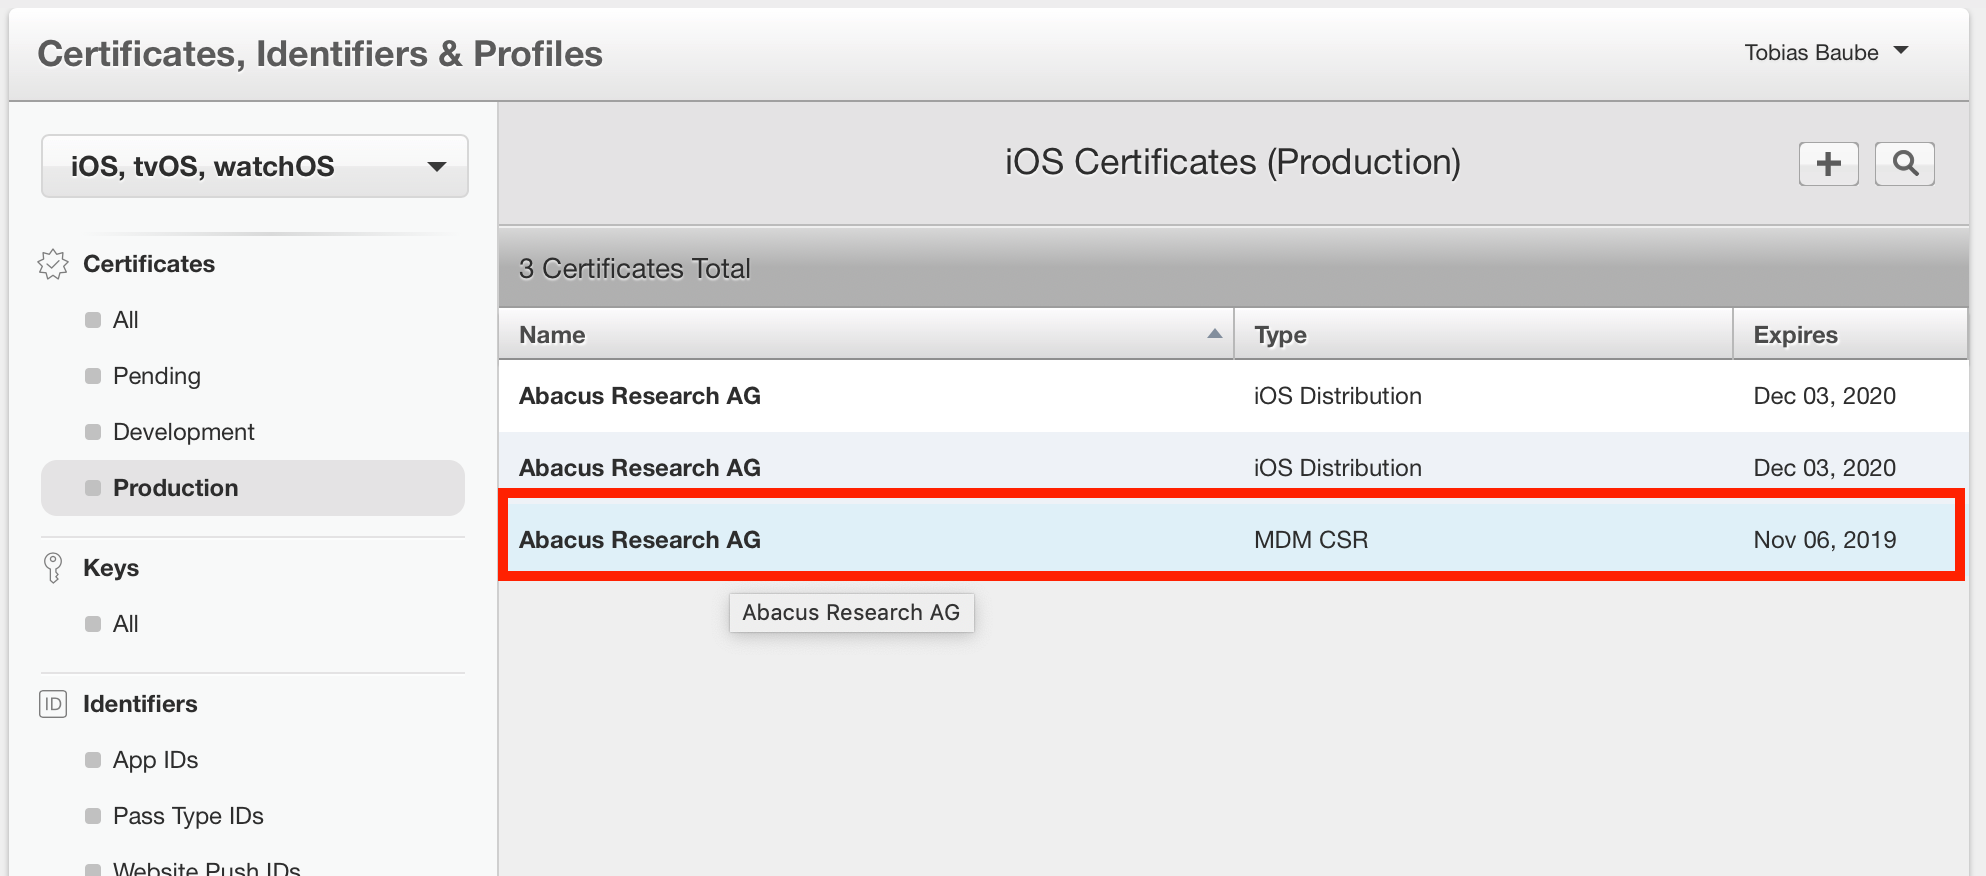 Certificates, Identifiers & Profiles
Tobias Baube
iOS, tvOS, watchOS
Certificates
All
Pending
Development
Production
Keys
All
ID Identifiers
App IDs
Pass Type IDs
Website Push IDs
iOS Certificates (Production)
3 Certificates Total
Name Type Expires
Abacus Research AG iOS Distribution Dec 03, 2020
Abacus Research AG iOS Distribution Dec 03, 2020
Abacus Research AG MDM CSR Nov 06, 2019
Abacus Research AG